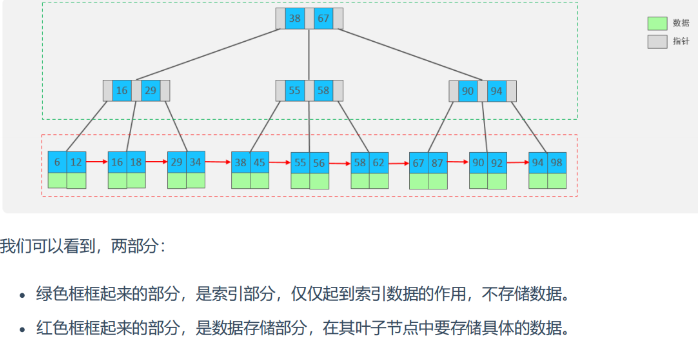 38 67
数据
指针
16 29 55 58 90 94
6 12 16 18 29 34 38 45 55 56 58 62 67 87 90 92 94 98
我们可以看到，两部分：
• 绿色框框起来的部分，是索引部分，仅仅起到索引数据的作用，不存储数据。
• 红色框框起来的部分，是数据存储部分，在其叶子节点中要存储具体的数据。